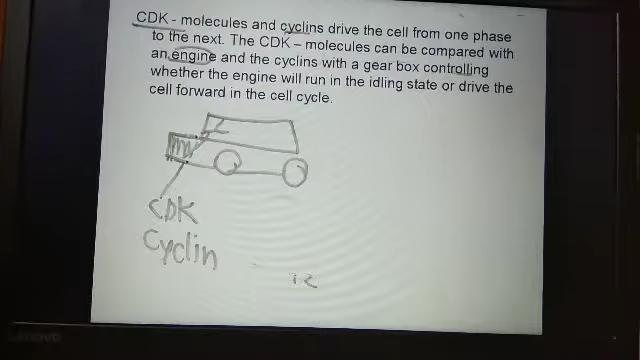 CDK - molecules and cyclins drive the cell from one phase
to the next. The CDK – molecules can be compared with
an engine and the cyclins with a gear box controlling
whether the engine will run in the idling state or drive the
cell forward in the cell cycle.
CDK
Cyclin